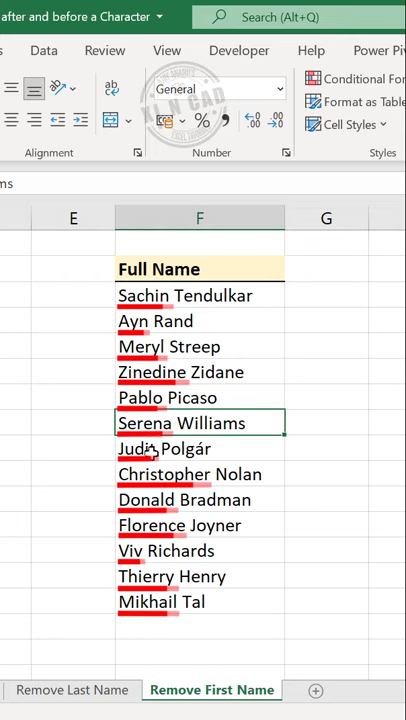 after and before a Character
Search (Alt+Q)
Data Review View Developer Help Power Piv
ab
General
Conditional For
Format as Table
Cell Styles
XL N CAD
Alignment Number Styles
ms
E F G
Full Name
Sachin Tendulkar
Ayn Rand
Meryl Streep
Zinedine Zidane
Pablo Picaso
Serena Williams
Judit Polgár
Christopher Nolan
Donald Bradman
Florence Joyner
Viv Richards
Thierry Henry
Mikhail Tal
Remove Last Name Remove First Name